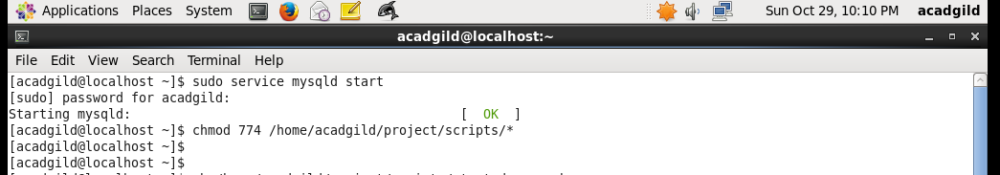 Applications Places System Sun Oct 29, 10:10 PM acadgild
acadgild@localhost:~
File Edit View Search Terminal Help
[acadgild@localhost ~]$ sudo service mysqld start
[sudo] password for acadgild:
Starting mysqld: [ OK ]
[acadgild@localhost ~]$ chmod 774 /home/acadgild/project/scripts/*
[acadgild@localhost ~]$
[acadgild@localhost ~]$
[acadgild@localhost ~]$